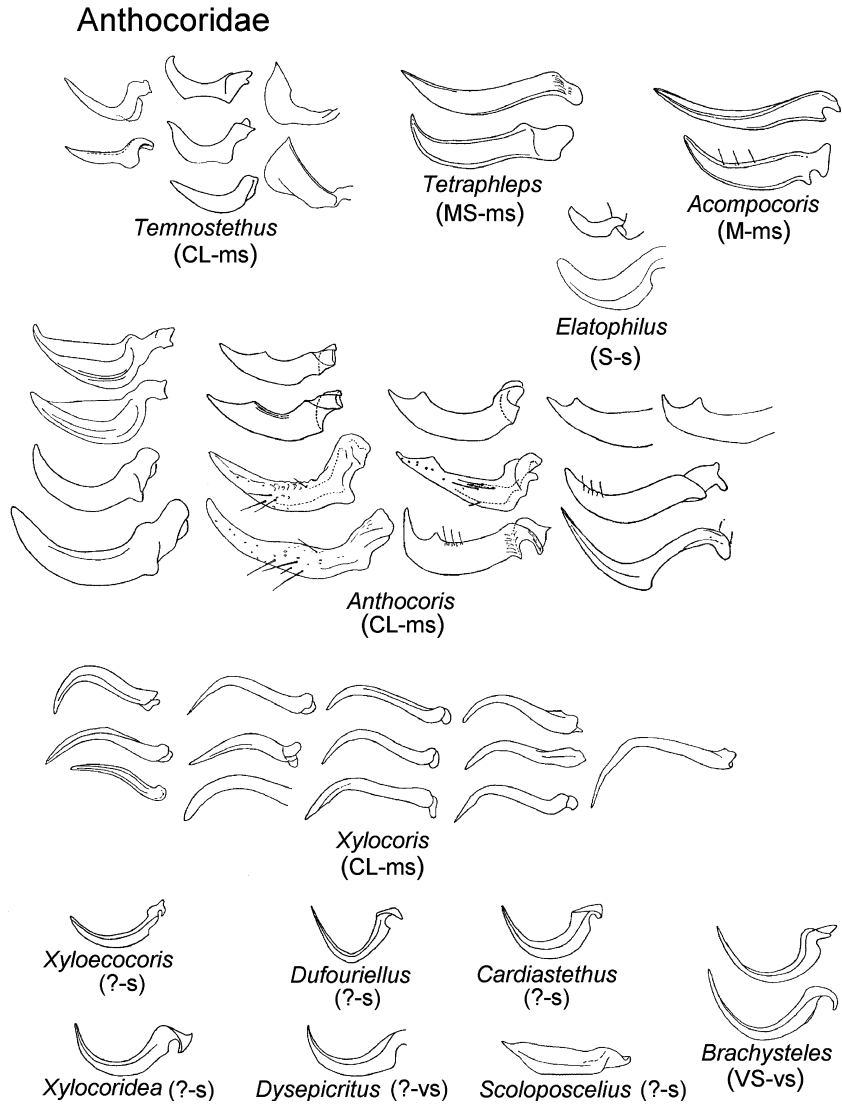 Anthocoridae
Temnostethus
(CL-ms)
Tetraphleps
(MS-ms)
Acompocoris
(M-ms)
Elatophilus
(S-s)
Anthocoris
(CL-ms)
Xylocoris
(CL-ms)
Xyloecocoris
(?-s)
Dufouriellus
(?-s)
Cardiastethus
(?-s)
Brachysteles
(VS-vs)
Xylocoridea (?-s)
Dysepicritus (?-vs)
Scoloposcelius (?-s)